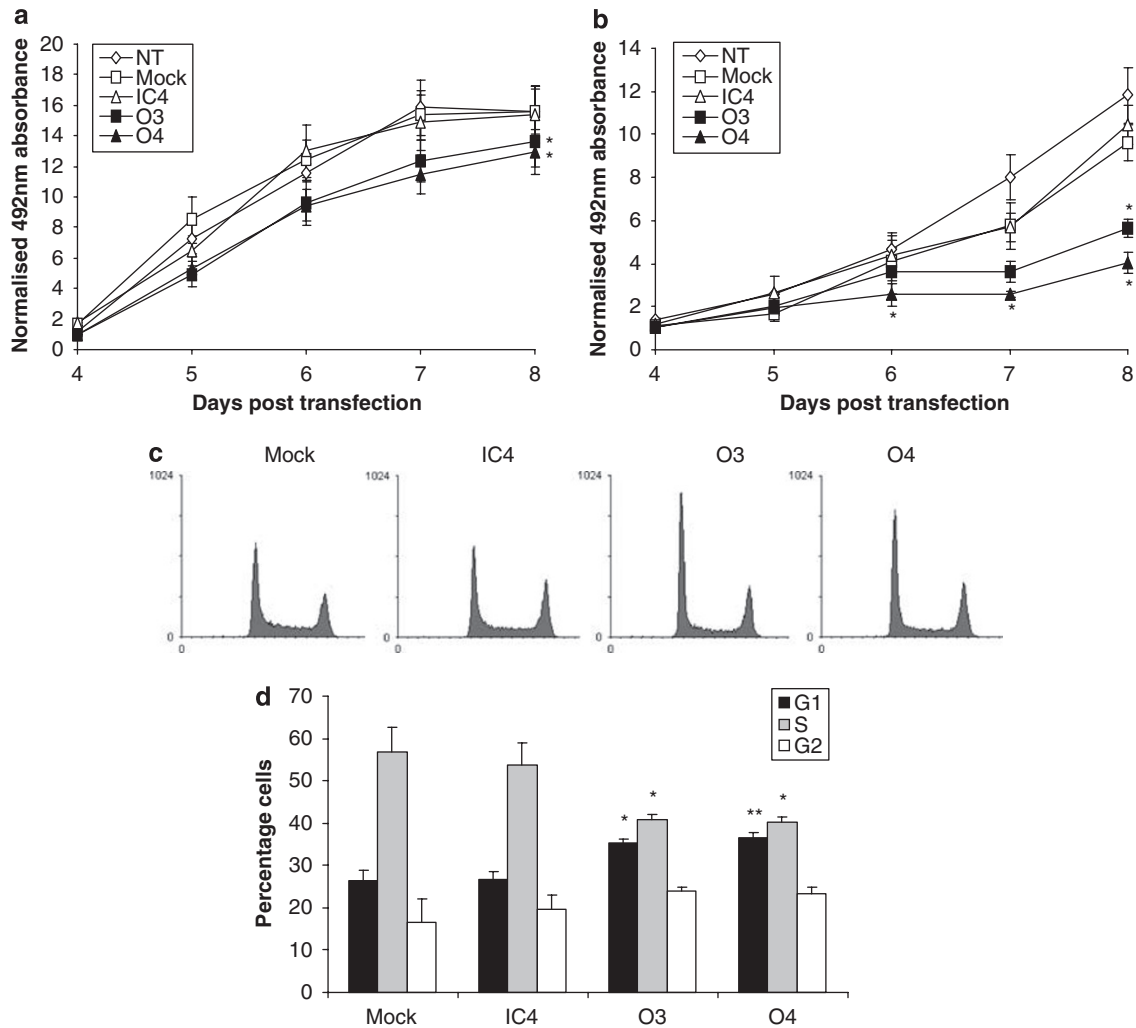 a
20
18
16
14
12
10
8
6
4
2
0
Normalised 492nm absorbance
NT
Mock
IC4
O3
O4
*
*
4 5 6 7 8
Days post transfection
b
14
12
10
8
6
4
2
0
Normalised 492nm absorbance
NT
Mock
IC4
O3
O4
*
*
*
*
4 5 6 7 8
Days post transfection
c
Mock IC4 O3 O4
1024 1024 1024 1024
0 0 0 0
0 0 0 0
d
70
60
50
40
30
20
10
0
Percentage cells
G1
S
G2
* * ** *
Mock IC4 O3 O4